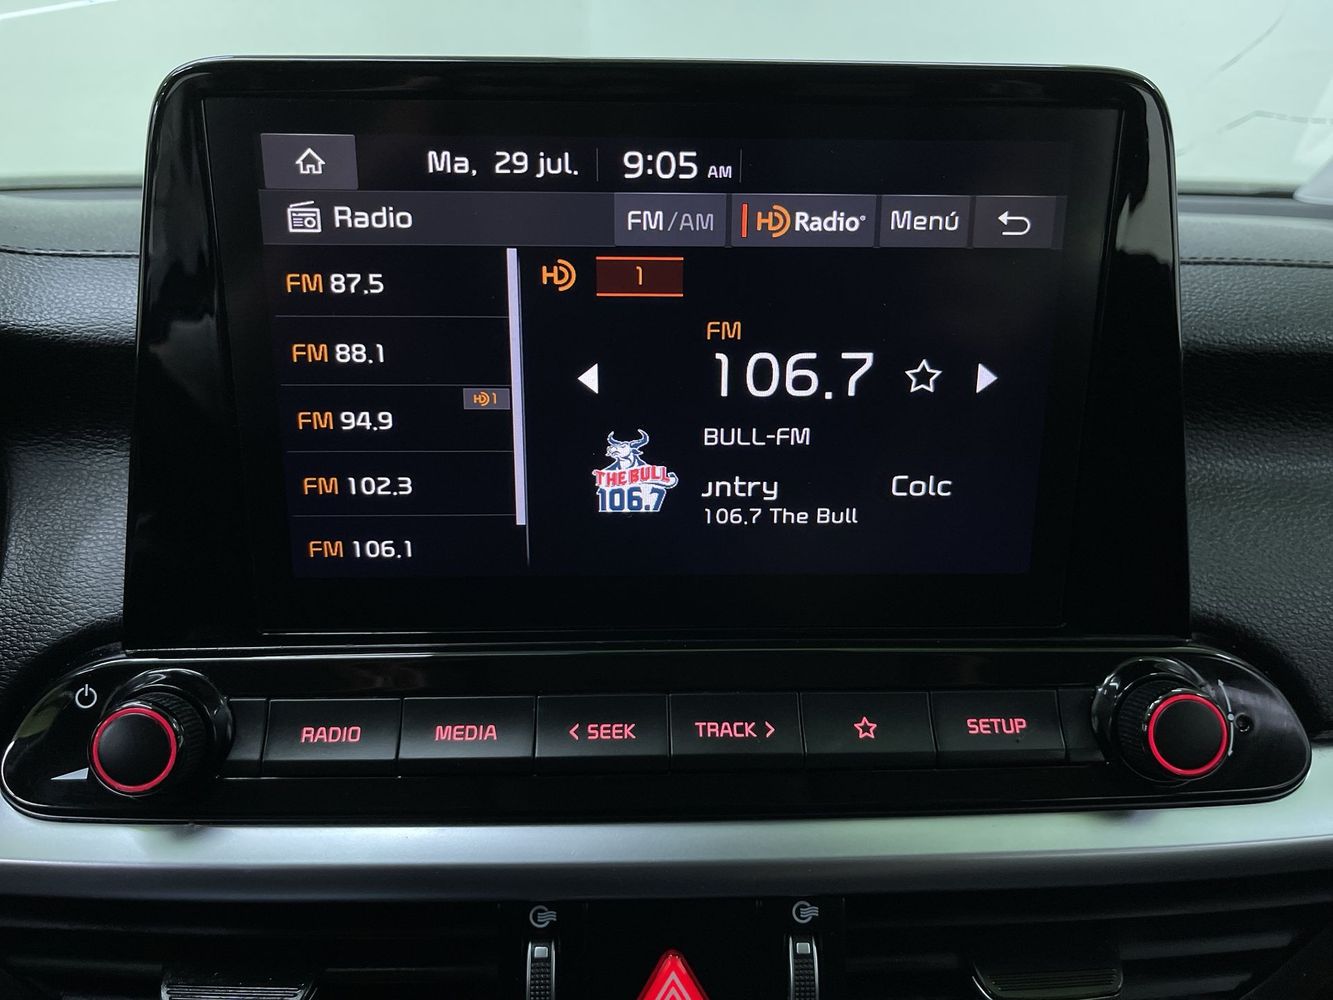 Ma, 29 jul. 9:05 AM
Radio FM/AM HD Radio® Menú
FM 87.5
FM 88.1
HD 1
FM 94.9
FM 102.3
FM 106.1
HD 1
FM
106.7
BULL-FM
THE BULL
106.7
untry Colc
106.7 The Bull
RADIO MEDIA < SEEK TRACK > SETUP